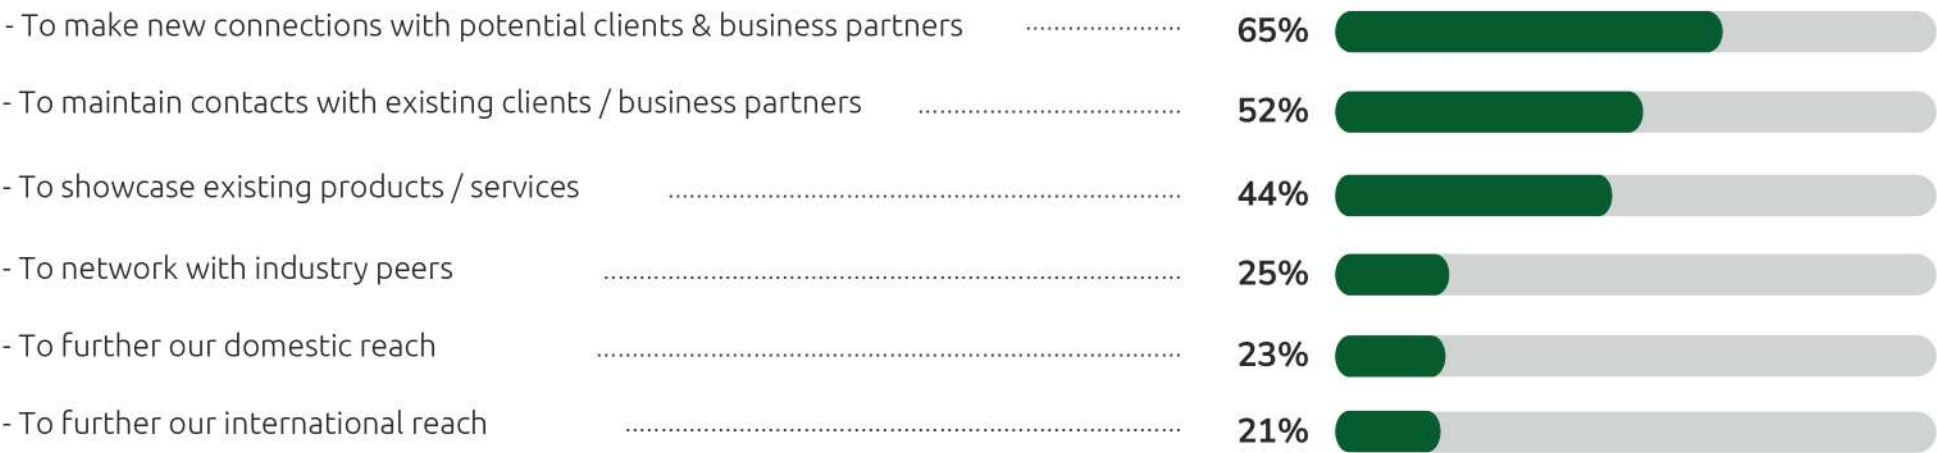 - To make new connections with potential clients & business partners ..................... 65%
- To maintain contacts with existing clients / business partners ..................... 52%
- To showcase existing products / services ..................... 44%
- To network with industry peers ..................... 25%
- To further our domestic reach ..................... 23%
- To further our international reach ..................... 21%